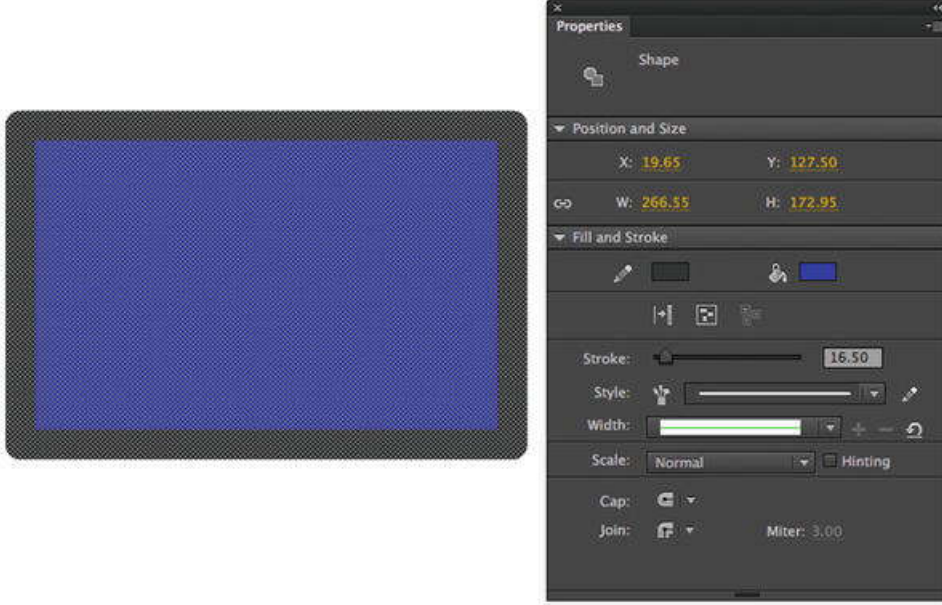 Properties
Shape
Position and Size
X: 19.65 Y: 127.50
W: 266.55 H: 172.95
Fill and Stroke
Stroke: 16.50
Style:
Width:
Scale: Normal Hinting
Cap:
Join: Miter: 3.00